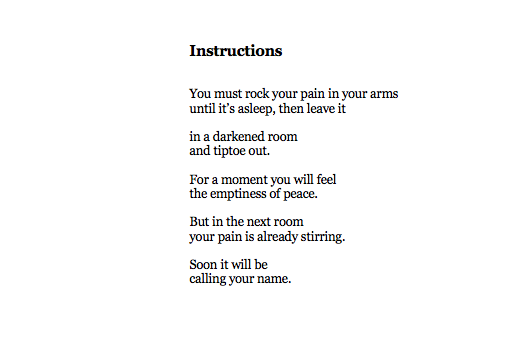 Instructions
You must rock your pain in your arms
until it’s asleep, then leave it
in a darkened room
and tiptoe out.
For a moment you will feel
the emptiness of peace.
But in the next room
your pain is already stirring.
Soon it will be
calling your name.